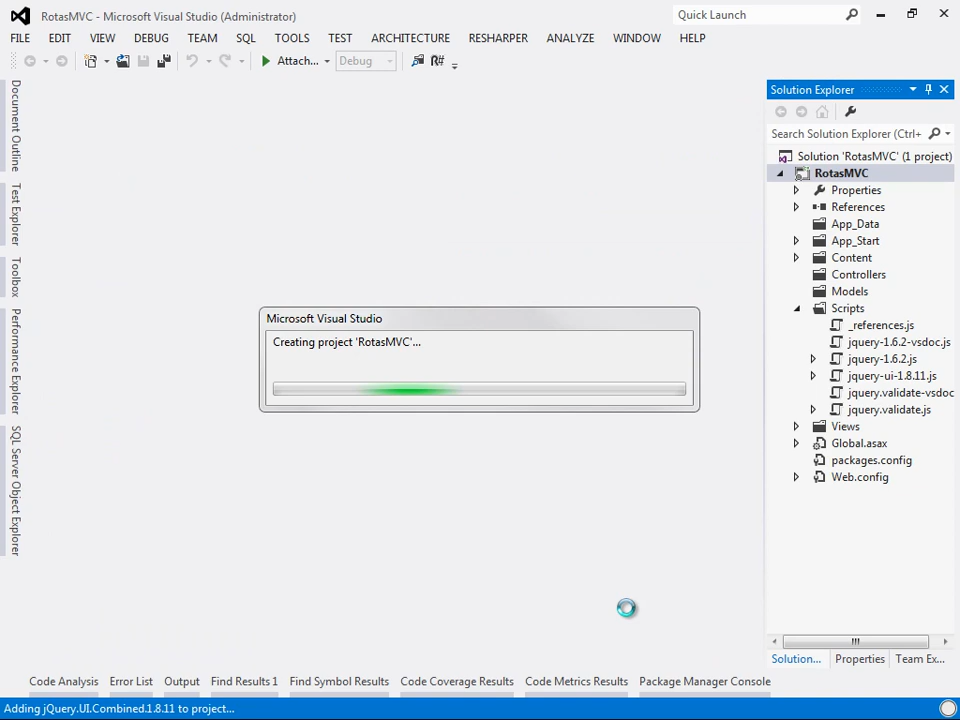 RotasMVC - Microsoft Visual Studio (Administrator)
Quick Launch
FILE EDIT VIEW DEBUG TEAM SQL TOOLS TEST ARCHITECTURE RESHARPER ANALYZE WINDOW HELP
Attach... Debug R#
Document Outline
Test Explorer
Toolbox
Performance Explorer
SQL Server Object Explorer
Microsoft Visual Studio
Creating project 'RotasMVC'...
Solution Explorer
Search Solution Explorer (Ctrl+
Solution 'RotasMVC' (1 project)
RotasMVC
Properties
References
App_Data
App_Start
Content
Controllers
Models
Scripts
_references.js
jquery-1.6.2-vsdoc.js
jquery-1.6.2.js
jquery-ui-1.8.11.js
jquery.validate-vsdoc
jquery.validate.js
Views
Global.asax
packages.config
Web.config
Solution... Properties Team Ex...
Code Analysis Error List Output Find Results 1 Find Symbol Results Code Coverage Results Code Metrics Results Package Manager Console
Adding jQuery.UI.Combined.1.8.11 to project...